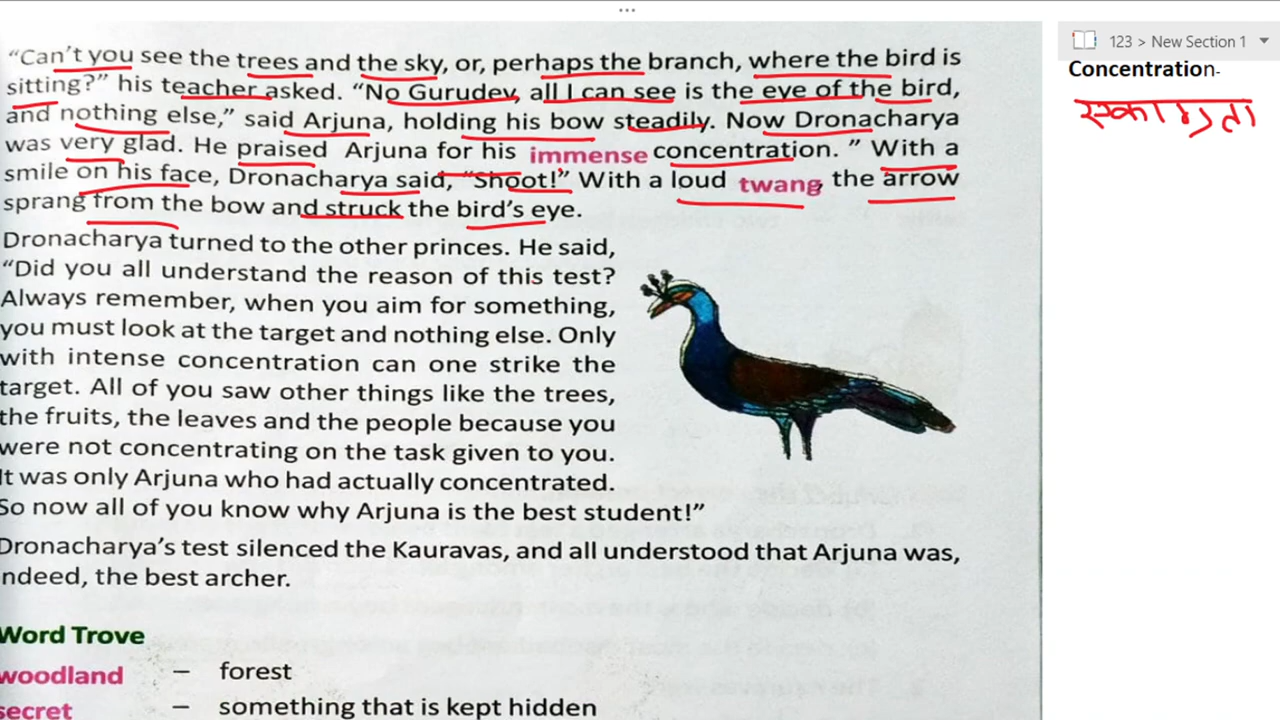 “Can’t you see the trees and the sky, or, perhaps the branch, where the bird is
sitting?” his teacher asked. “No Gurudev, all I can see is the eye of the bird,
and nothing else,” said Arjuna, holding his bow steadily. Now Dronacharya
was very glad. He praised Arjuna for his immense concentration. ” With a
smile on his face, Dronacharya said, “Shoot!” With a loud twang, the arrow
sprang from the bow and struck the bird’s eye.
Dronacharya turned to the other princes. He said,
“Did you all understand the reason of this test?
Always remember, when you aim for something,
you must look at the target and nothing else. Only
with intense concentration can one strike the
target. All of you saw other things like the trees,
the fruits, the leaves and the people because you
were not concentrating on the task given to you.
It was only Arjuna who had actually concentrated.
So now all of you know why Arjuna is the best student!”
Dronacharya’s test silenced the Kauravas, and all understood that Arjuna was,
indeed, the best archer.
Word Trove
woodland – forest
secret – something that is kept hidden
123 > New Section 1
Concentration-
एकाग्रता